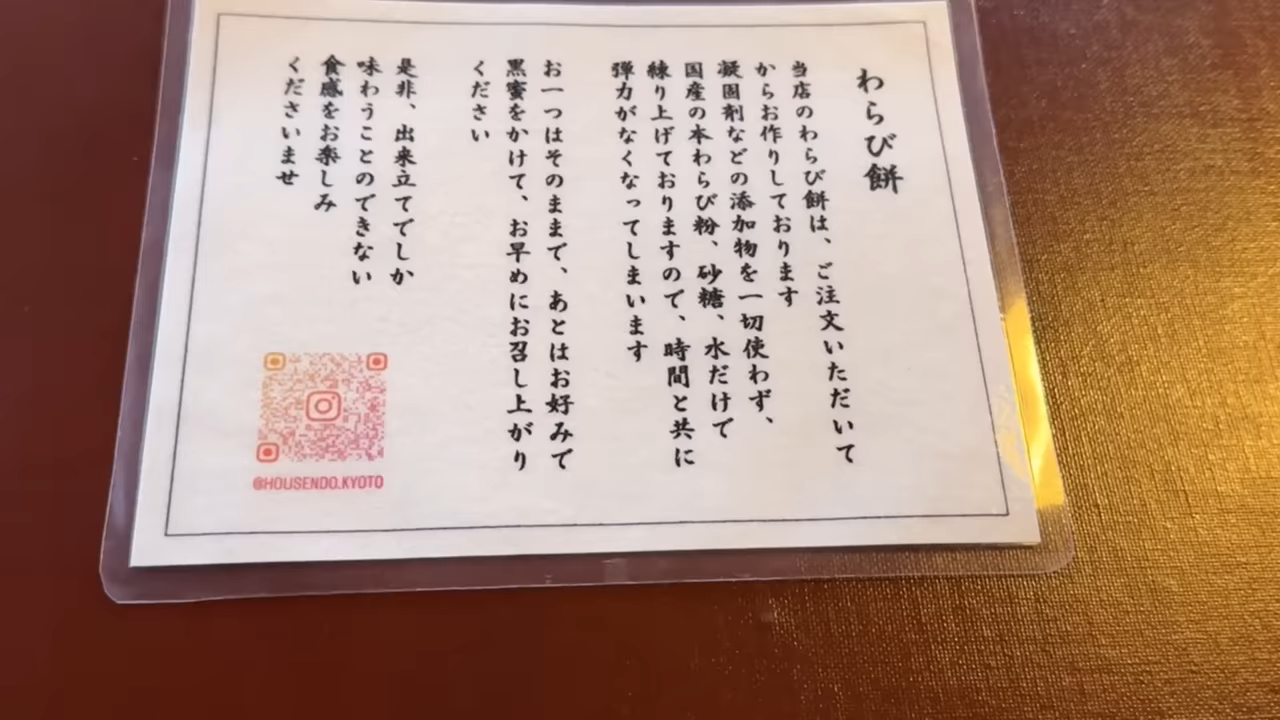 わらび餅
当店のわらび餅は、ご注文いただいて
からお作りしております
凝固剤などの添加物を一切使わず、
国産の本わらび粉、砂糖、水だけで
練り上げておりますので、時間と共に
弾力がなくなってしまいます
お一つはそのままで、あとはお好みで
黒蜜をかけて、お早めにお召し上がり
ください
是非、出来立てでしか
味わうことのできない
食感をお楽しみ
くださいませ
@HOUSENDO.KYOTO